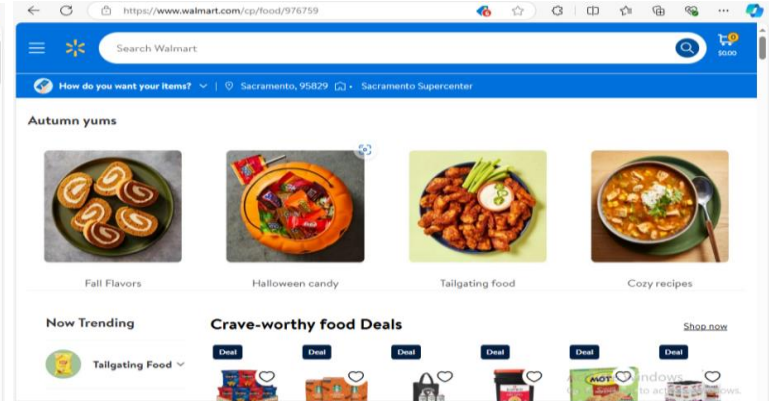 https://www.walmart.com/cp/food/976759
Search Walmart
0
$0.00
How do you want your items? | Sacramento, 95829 • Sacramento Supercenter
Autumn yums
Fall Flavors
Halloween candy
Tailgating food
Cozy recipes
Now Trending
Crave-worthy food Deals
Shop now
Tailgating Food
Deal
Deal
Deal
Deal
Deal
Deal
MOT